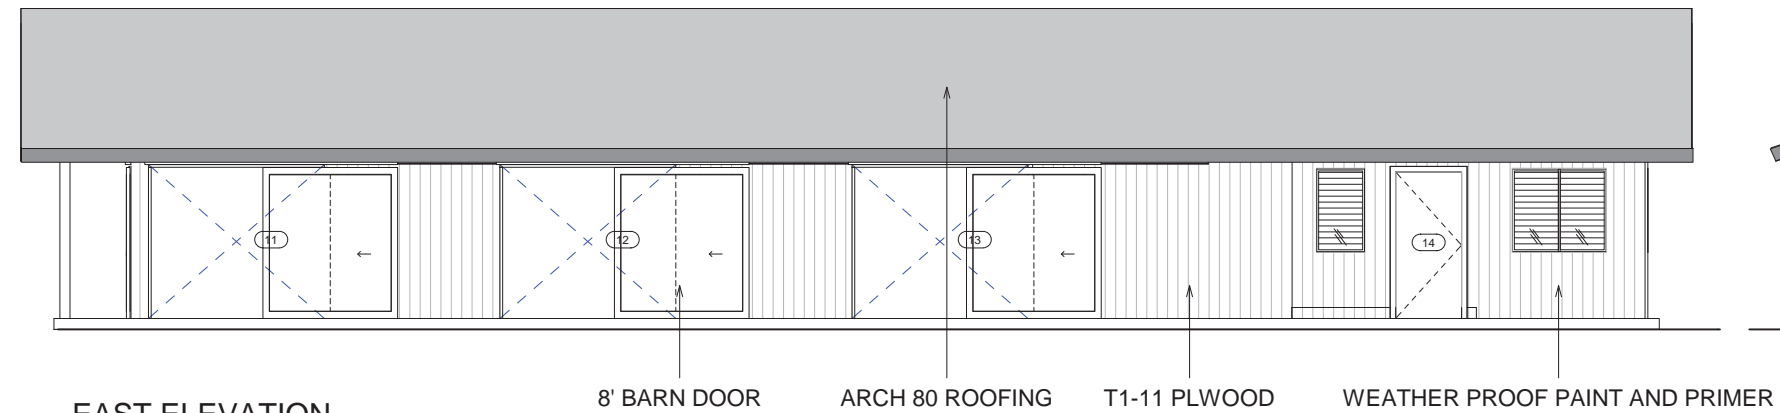 11
12
13
14
8' BARN DOOR
ARCH 80 ROOFING
T1-11 PLWOOD
WEATHER PROOF PAINT AND PRIMER
EAST ELEVATION